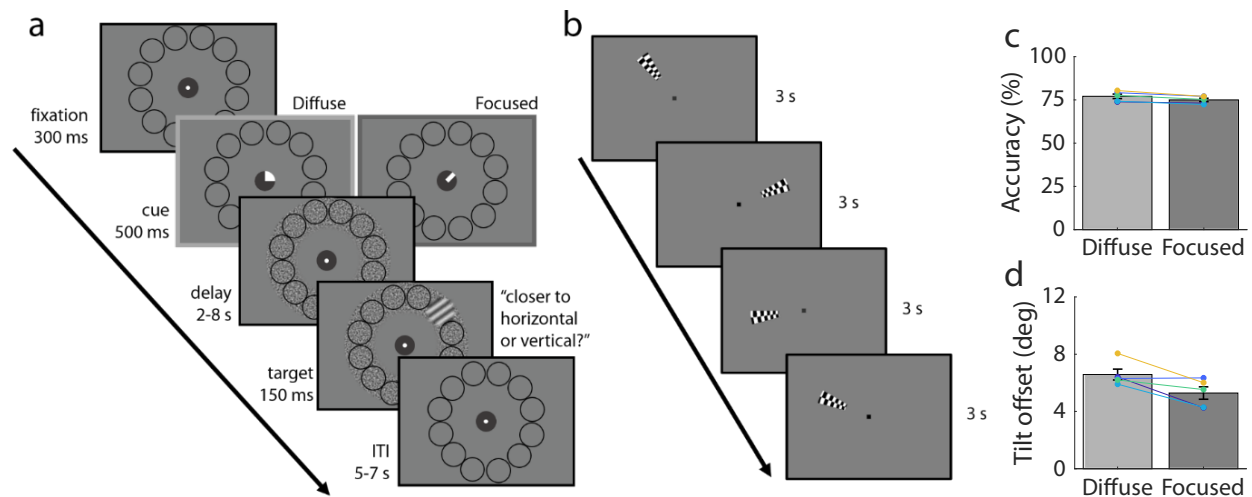 a
fixation
300 ms
Diffuse
Focused
cue
500 ms
delay
2-8 s
"closer to
horizontal
or vertical?"
target
150 ms
ITI
5-7 s
b
3 s
3 s
3 s
3 s
c
Accuracy (%)
100
75
50
25
0
Diffuse Focused
d
Tilt offset (deg)
12
8
4
0
Diffuse Focused